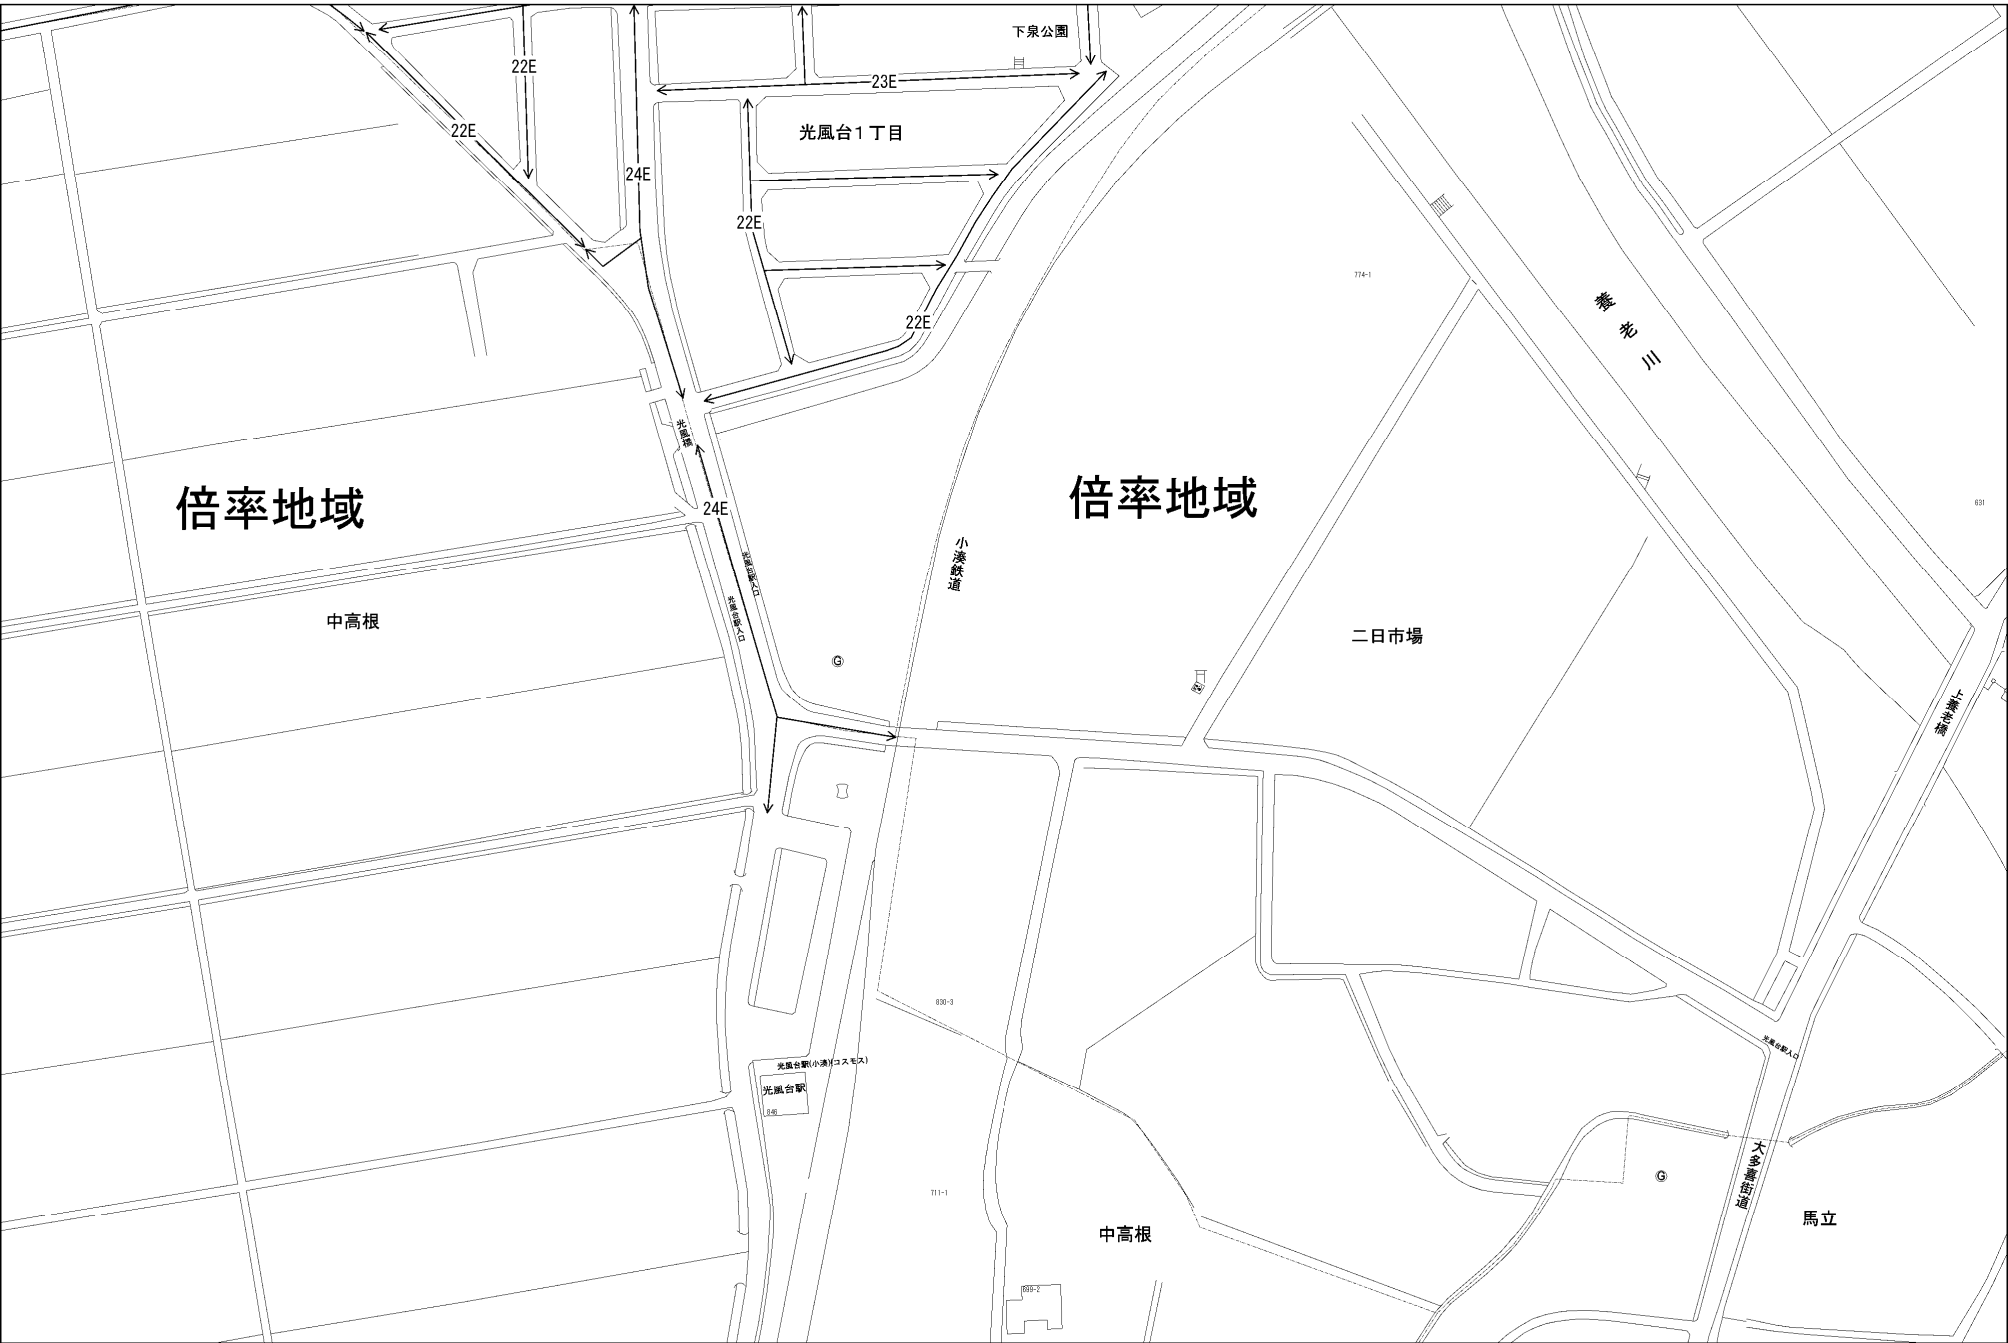 下泉公園
22E
23E
22E
光風台1丁目
24E
22E
774-1
養老川
22E
光風橋
倍率地域
倍率地域
24E
631
小湊鉄道
光風台駅入口
光風台駅入口
中高根
二日市場
G
上養老橋
830-3
光風台駅入口
光風台駅(小湊)(コスモス)
光風台駅
846
大多喜街道
G
711-1
馬立
中高根
699-2